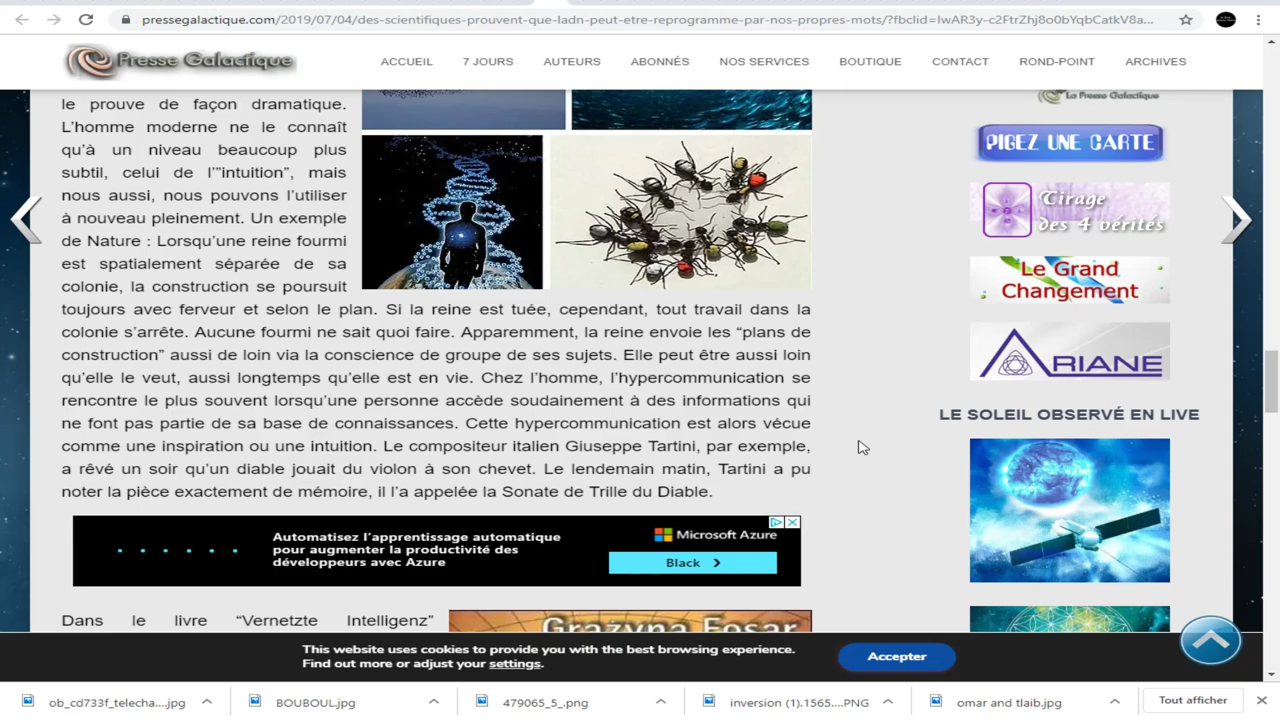 pressegalactique.com/2019/07/04/des-scientifiques-prouvent-que-ladn-peut-etre-reprogramme-par-nos-propres-mots/?fbclid=IwAR3y-c2FtrZhj8o0bYqbCatkV8a...
Presse Galactique
ACCUEIL 7 JOURS AUTEURS ABONNÉS NOS SERVICES BOUTIQUE CONTACT ROND-POINT ARCHIVES
le prouve de façon dramatique.
L'homme moderne ne le connaît
qu'à un niveau beaucoup plus
subtil, celui de l'"intuition", mais
nous aussi, nous pouvons l'utiliser
à nouveau pleinement. Un exemple
de Nature : Lorsqu'une reine fourmi
est spatialement séparée de sa
colonie, la construction se poursuit
toujours avec ferveur et selon le plan. Si la reine est tuée, cependant, tout travail dans la
colonie s'arrête. Aucune fourmi ne sait quoi faire. Apparemment, la reine envoie les "plans de
construction" aussi de loin via la conscience de groupe de ses sujets. Elle peut être aussi loin
qu'elle le veut, aussi longtemps qu'elle est en vie. Chez l'homme, l'hypercommunication se
rencontre le plus souvent lorsqu'une personne accède soudainement à des informations qui
ne font pas partie de sa base de connaissances. Cette hypercommunication est alors vécue
comme une inspiration ou une intuition. Le compositeur italien Giuseppe Tartini, par exemple,
a rêvé un soir qu'un diable jouait du violon à son chevet. Le lendemain matin, Tartini a pu
noter la pièce exactement de mémoire, il l'a appelée la Sonate de Trille du Diable.
Automatisez l'apprentissage automatique
pour augmenter la productivité des
développeurs avec Azure
Microsoft Azure
Black
Dans le livre "Vernetzte Intelligenz"
Grazyna Fosar
La Presse Galactique
PIGEZ UNE CARTE
Cirage
des 4 vérités
Le Grand
Changement
ARIANE
LE SOLEIL OBSERVÉ EN LIVE
This website uses cookies to provide you with the best browsing experience.
Find out more or adjust your settings.
Accepter
ob_cd733f_telecha....jpg BOUBOUL.jpg 479065_5_.png inversion (1).1565....PNG omar and tlaib.jpg Tout afficher